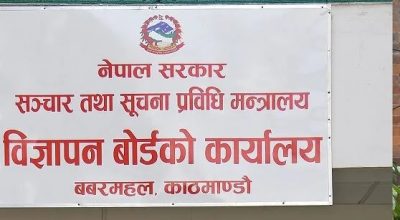 नेपाल सरकार
सञ्चार तथा सूचना प्रविधि मन्त्रालय
विज्ञापन बोर्डको कार्यालय
बबरमहल, काठमाण्डौ